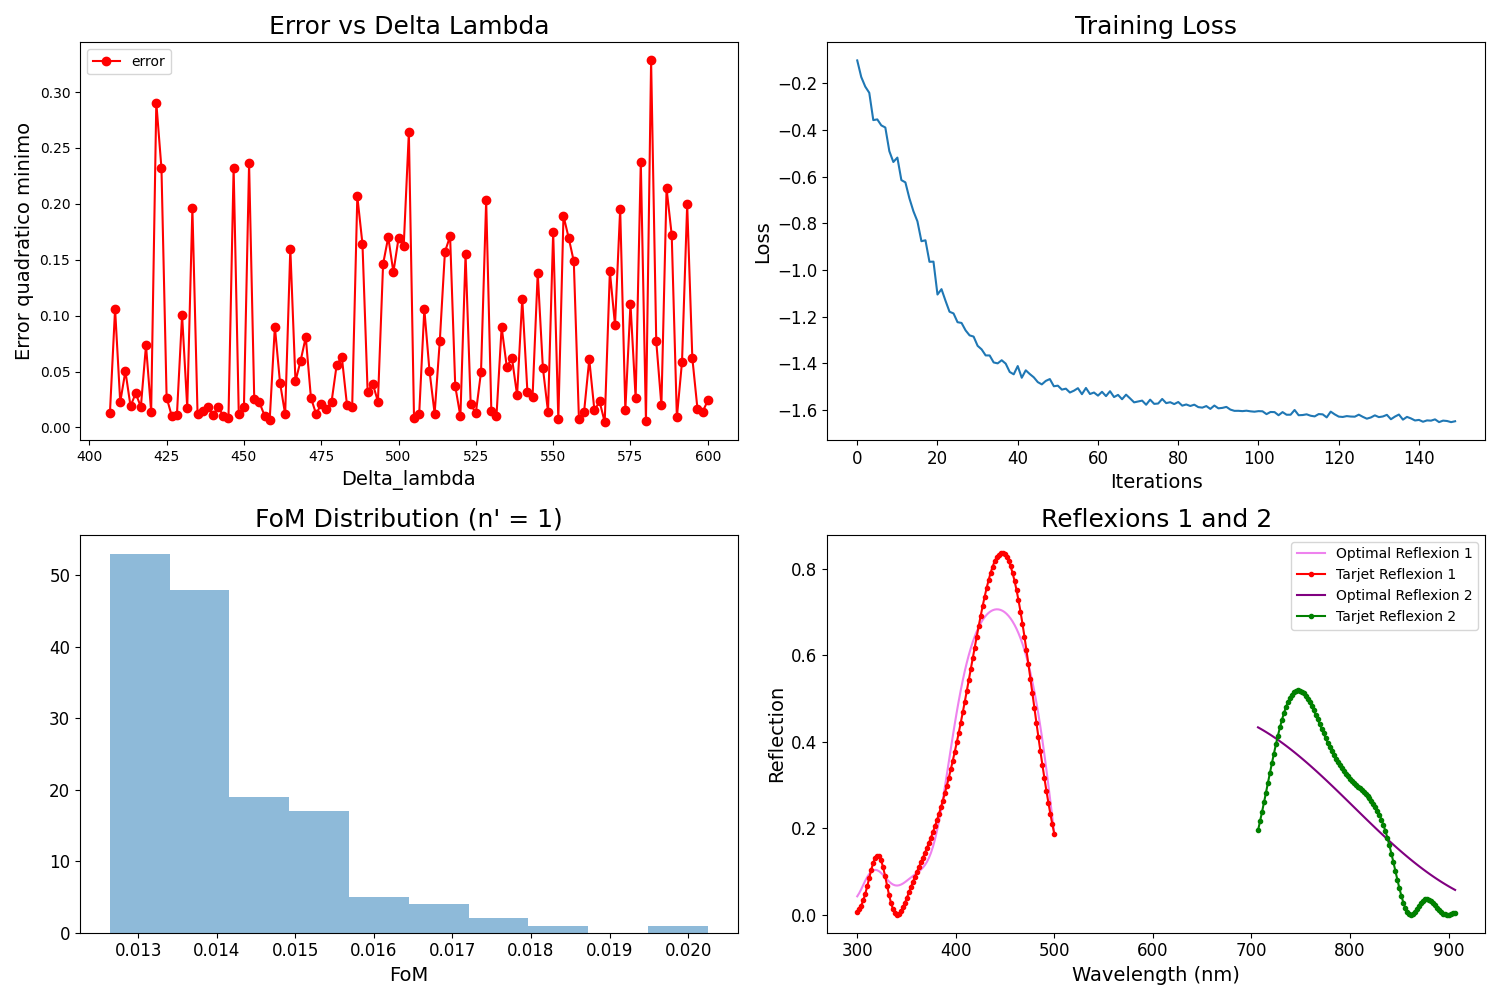 Error vs Delta Lambda
error
Error quadratico minimo
0.30
0.25
0.20
0.15
0.10
0.05
0.00
400 425 450 475 500 525 550 575 600
Delta_lambda
Training Loss
Loss
−0.2
−0.4
−0.6
−0.8
−1.0
−1.2
−1.4
−1.6
0 20 40 60 80 100 120 140
Iterations
FoM Distribution (n' = 1)
50
40
30
20
10
0
0.013 0.014 0.015 0.016 0.017 0.018 0.019 0.020
FoM
Reflexions 1 and 2
Optimal Reflexion 1
Tarjet Reflexion 1
Optimal Reflexion 2
Tarjet Reflexion 2
Reflection
0.8
0.6
0.4
0.2
0.0
300 400 500 600 700 800 900
Wavelength (nm)